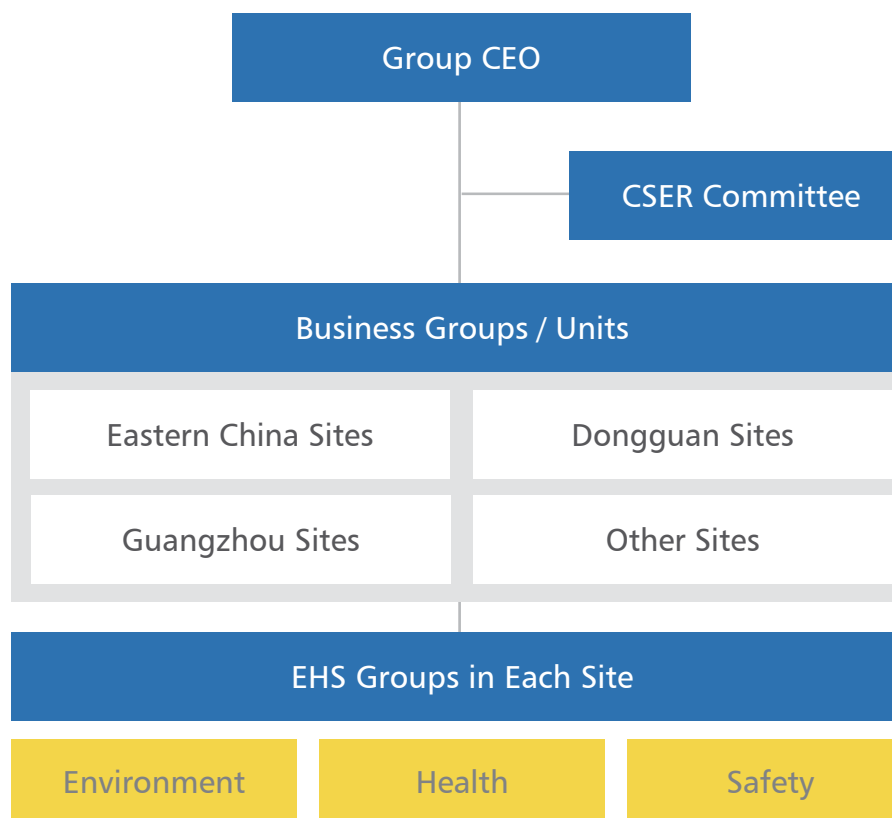 Group CEO
CSER Committee
Business Groups / Units
Eastern China Sites
Dongguan Sites
Guangzhou Sites
Other Sites
EHS Groups in Each Site
Environment
Health
Safety